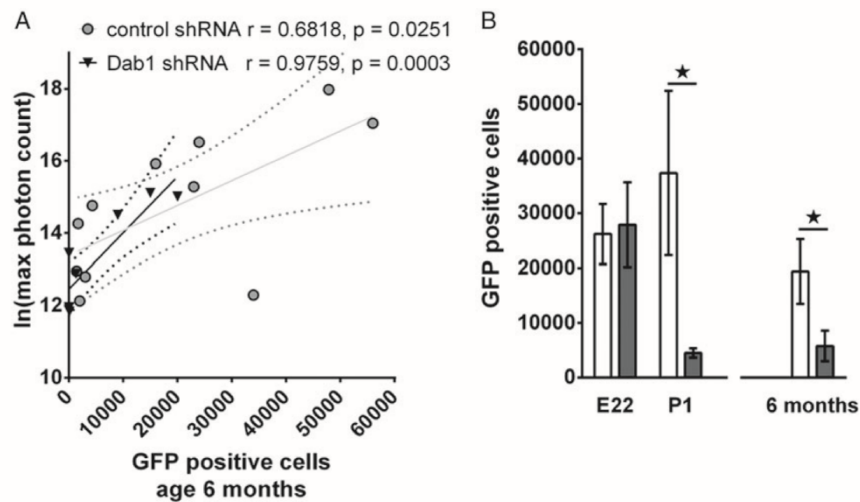 A
control shRNA r = 0.6818, p = 0.0251
Dab1 shRNA r = 0.9759, p = 0.0003
ln(max photon count)
18
16
14
12
10
0
10000
20000
30000
40000
50000
60000
GFP positive cells
age 6 months
B
GFP positive cells
60000
50000
40000
30000
20000
10000
0
★
★
E22 P1 6 months